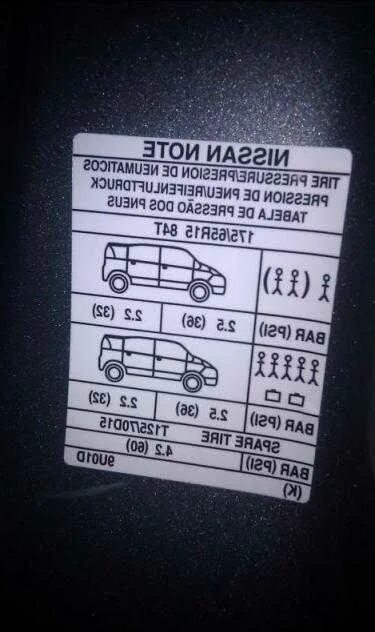 NISSAN NOTE
TIRE PRESSURE/PRESION DE NEUMATICOS
PRESSION DE PNEU/REIFENLUFTDRUCK
TABELA DE PRESSÃO DOS PNEUS
175/65R15 84T
BAR (PSI) 2.5 (36) 2.2 (32)
BAR (PSI) 2.5 (36) 2.2 (32)
SPARE TIRE T125/70D15
BAR (PSI) 4.2 (60)
(K) 9U01D